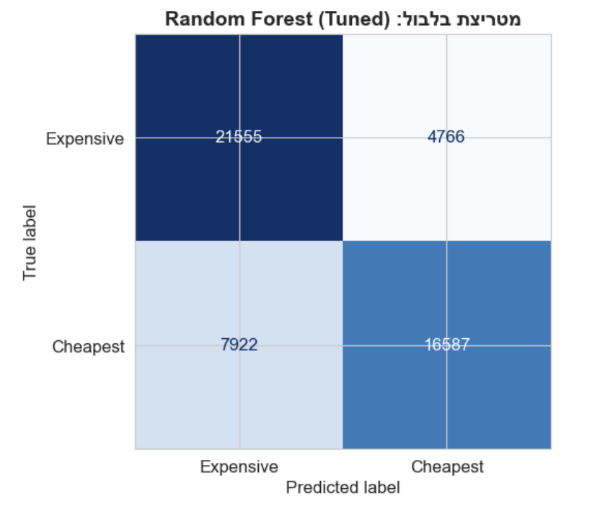 מטריצת בלבול: Random Forest (Tuned)
Expensive
21555
4766
True label
Cheapest
7922
16587
Expensive
Cheapest
Predicted label